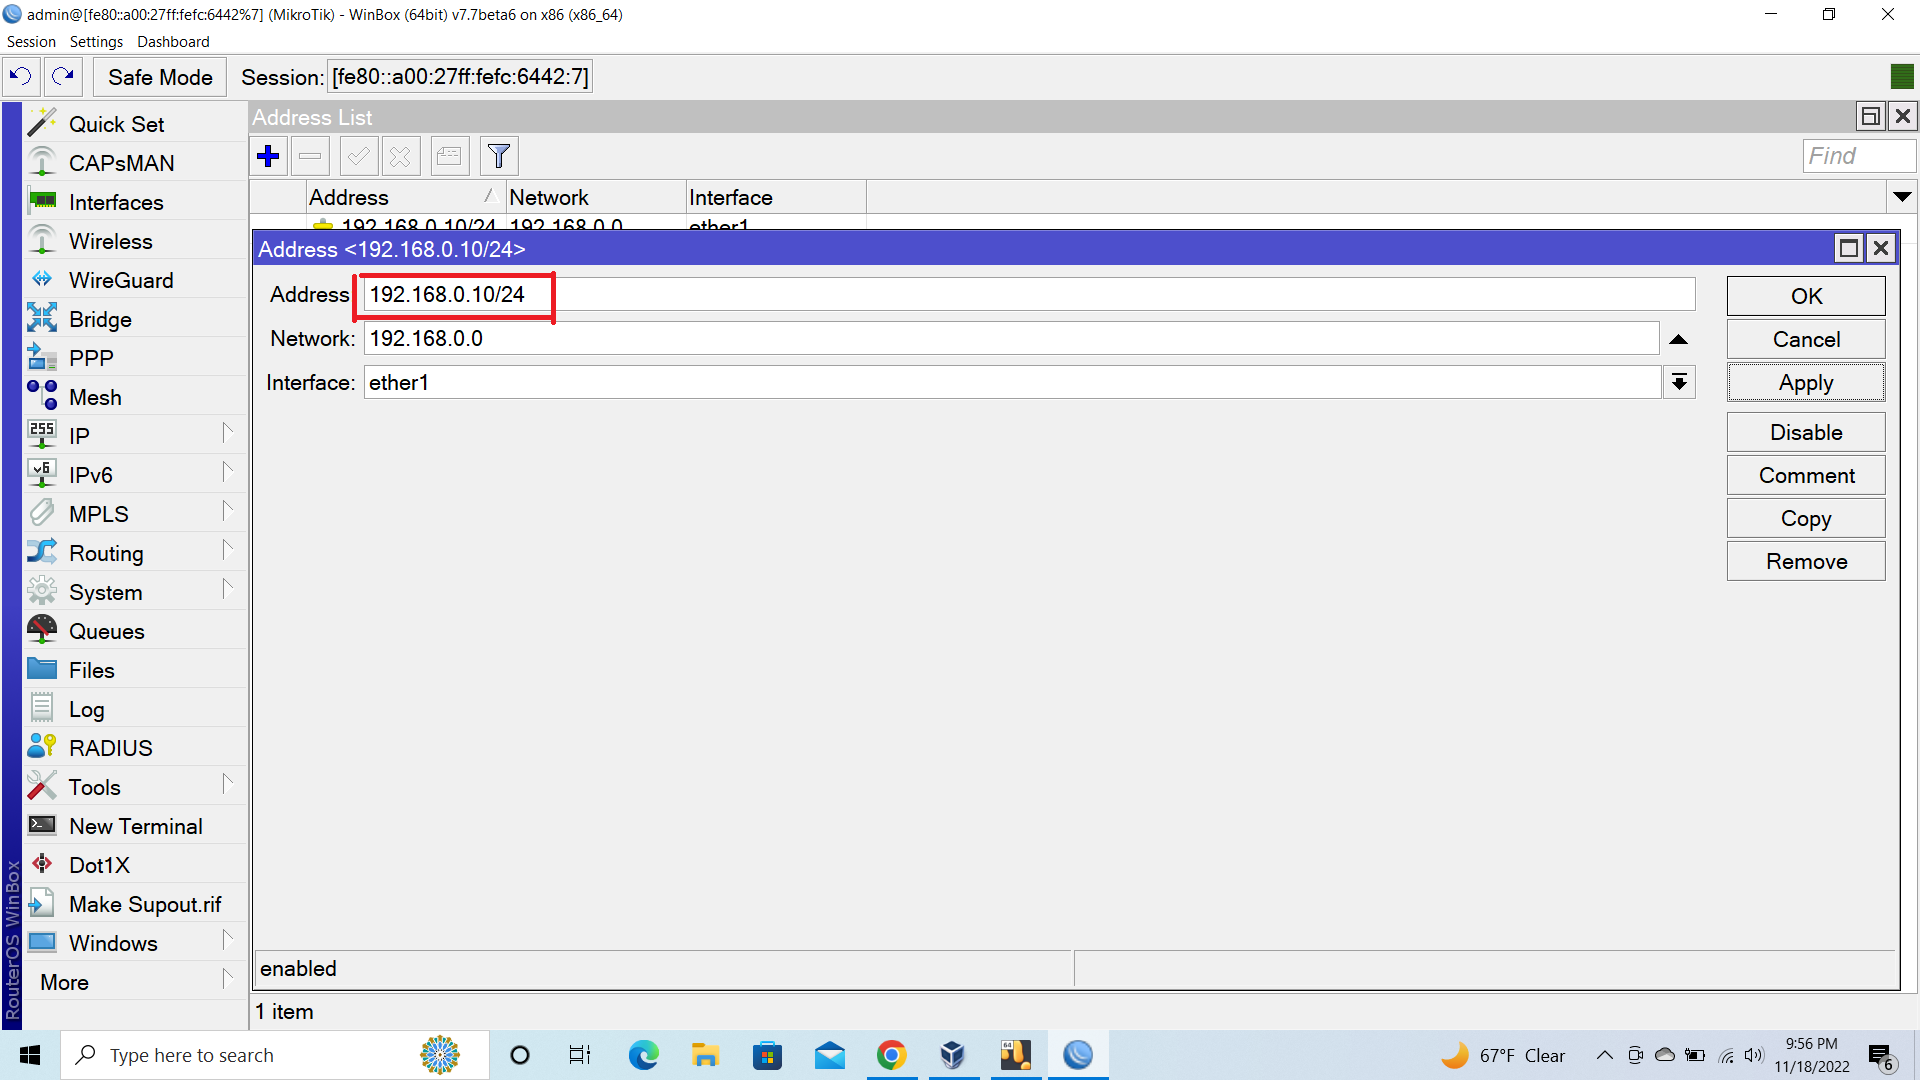 admin@[fe80::a00:27ff:fefc:6442%7] (MikroTik) - WinBox (64bit) v7.7beta6 on x86 (x86_64)
Session Settings Dashboard
Safe Mode Session: [fe80::a00:27ff:fefc:6442:7]
Quick Set
CAPsMAN
Interfaces
Wireless
WireGuard
Bridge
PPP
Mesh
255 IP
v6 IPv6
MPLS
Routing
System
Queues
Files
Log
RADIUS
Tools
New Terminal
Dot1X
Make Supout.rif
Windows
More
RouterOS WinBox
Address List
Find
Address Network Interface
192.168.0.10/24 192.168.0.0 ether1
Address <192.168.0.10/24>
Address 192.168.0.10/24
Network: 192.168.0.0
Interface: ether1
OK
Cancel
Apply
Disable
Comment
Copy
Remove
enabled
1 item
Type here to search
64
67°F Clear
9:56 PM
11/18/2022
6